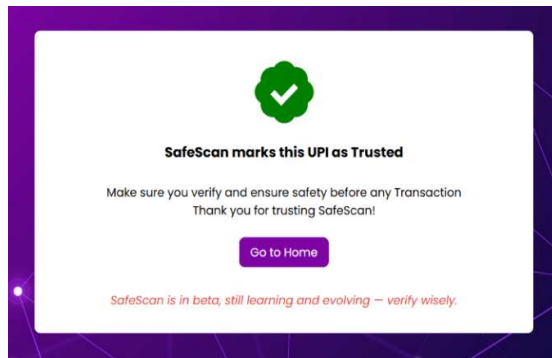 SafeScan marks this UPI as Trusted
Make sure you verify and ensure safety before any Transaction
Thank you for trusting SafeScan!
Go to Home
SafeScan is in beta, still learning and evolving — verify wisely.